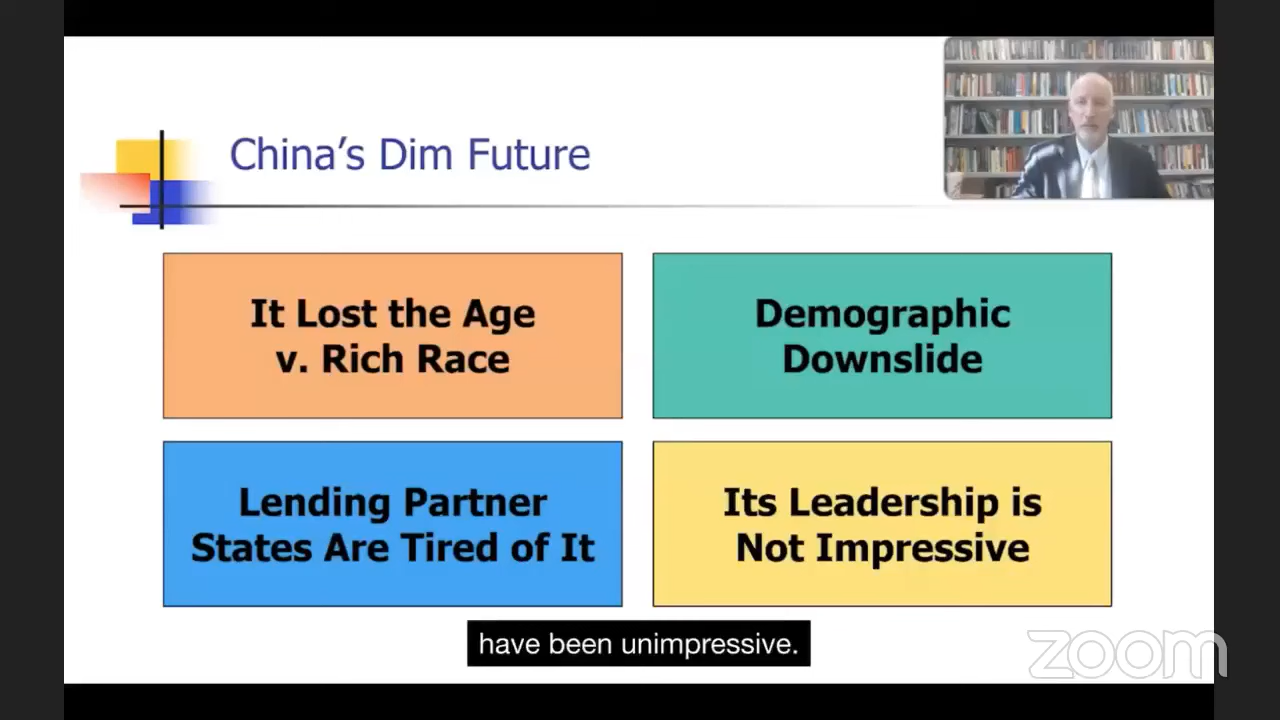 China's Dim Future
It Lost the Age
v. Rich Race
Demographic
Downslide
Lending Partner
States Are Tired of It
Its Leadership is
Not Impressive
have been unimpressive.
zoom